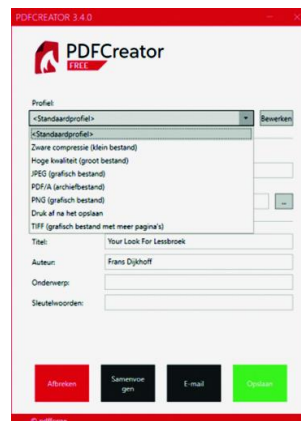 PDFCREATOR 3.4.0
PDFCreator
FREE
Profiel:
<Standaardprofiel>
Bewerken
<Standaardprofiel>
Zware compressie (klein bestand)
Hoge kwaliteit (groot bestand)
JPEG (grafisch bestand)
PDF/A (archiefbestand)
PNG (grafisch bestand)
...
Druk af na het opslaan
TIFF (grafisch bestand met meer pagina's)
Titel:
Your Look For Lessbroek
Auteur:
Frans Dijkhoff
Onderwerp:
Sleutelwoorden:
Afbreken
Samenvoe
gen
E-mail
Opslaan